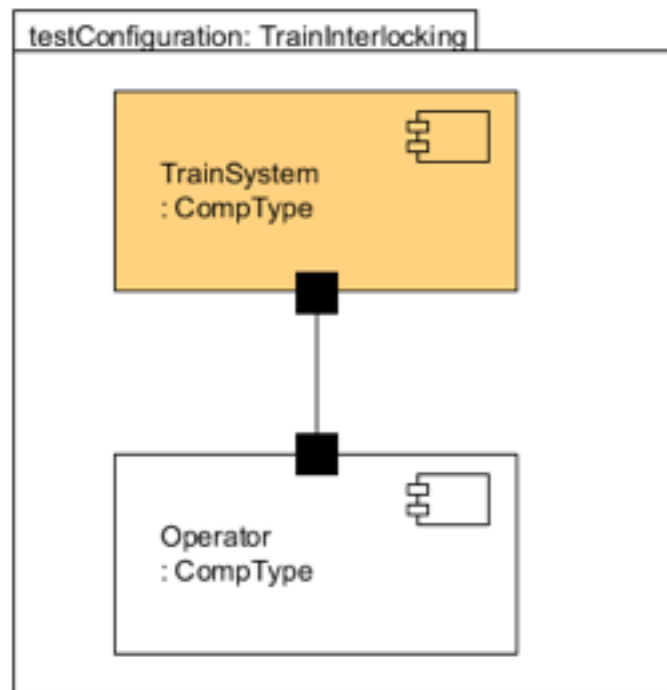 testConfiguration: TrainInterlocking
TrainSystem
: CompType
Operator
: CompType